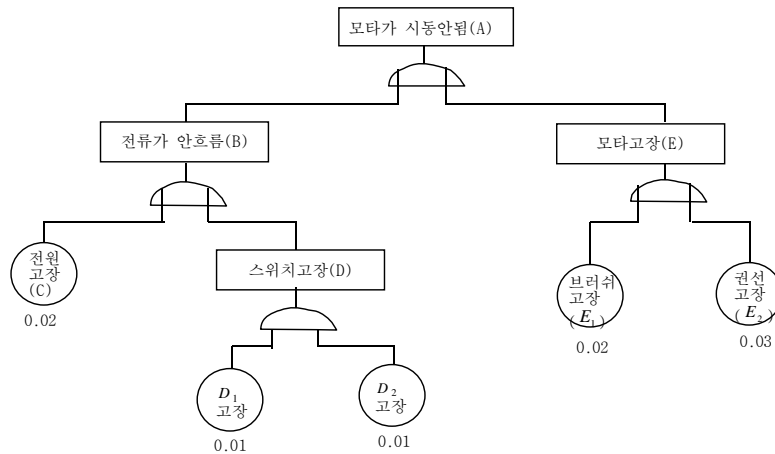 모타가 시동안됨(A)
전류가 안흐름(B)
모타고장(E)
전원
고장
(C)
0.02
스위치고장(D)
브러쉬
고장
(E₁)
0.02
권선
고장
(E₂)
0.03
D₁
고장
0.01
D₂
고장
0.01